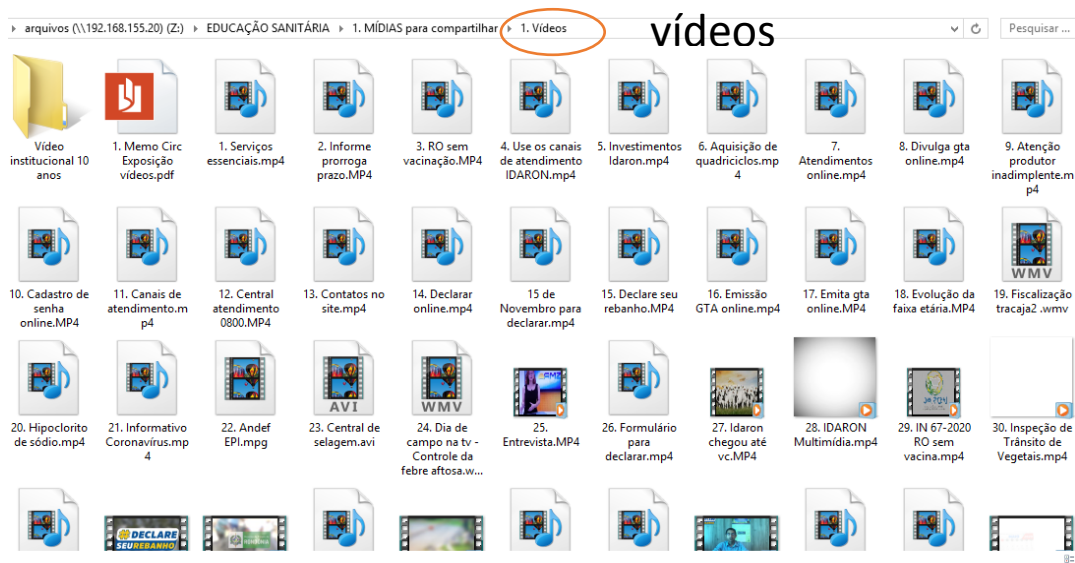 arquivos (\\192.168.155.20) (Z:) ▸ EDUCAÇÃO SANITÁRIA ▸ 1. MÍDIAS para compartilhar ▸ 1. Vídeos
vídeos
Pesquisar ...
Vídeo
institucional 10
anos
1. Memo Circ
Exposição
vídeos.pdf
1. Serviços
essenciais.mp4
2. Informe
prorroga
prazo.MP4
3. RO sem
vacinação.MP4
4. Use os canais
de atendimento
IDARON.mp4
5. Investimentos
Idaron.mp4
6. Aquisição de
quadriciclos.mp
4
7.
Atendimentos
online.mp4
8. Divulga gta
online.mp4
9. Atenção
produtor
inadimplente.m
p4
10. Cadastro de
senha
online.MP4
11. Canais de
atendimento.m
p4
12. Central
atendimento
0800.MP4
13. Contatos no
site.mp4
14. Declarar
online.mp4
15 de
Novembro para
declarar.mp4
15. Declare seu
rebanho.MP4
16. Emissão
GTA online.mp4
17. Emita gta
online.MP4
18. Evolução da
faixa etária.MP4
WMV
19. Fiscalização
tracaja2 .wmv
20. Hipoclorito
de sódio.mp4
21. Informativo
Coronavírus.mp
4
22. Andef
EPI.mpg
AVI
23. Central de
selagem.avi
WMV
24. Dia de
campo na tv -
Controle da
febre aftosa.w...
25.
Entrevista.MP4
26. Formulário
para
declarar.mp4
27. Idaron
chegou até
vc.MP4
28. IDARON
Multimídia.mp4
29. IN 67-2020
RO sem
vacina.mp4
30. Inspeção de
Trânsito de
Vegetais.mp4
#DECLARE
SEUREBANHO